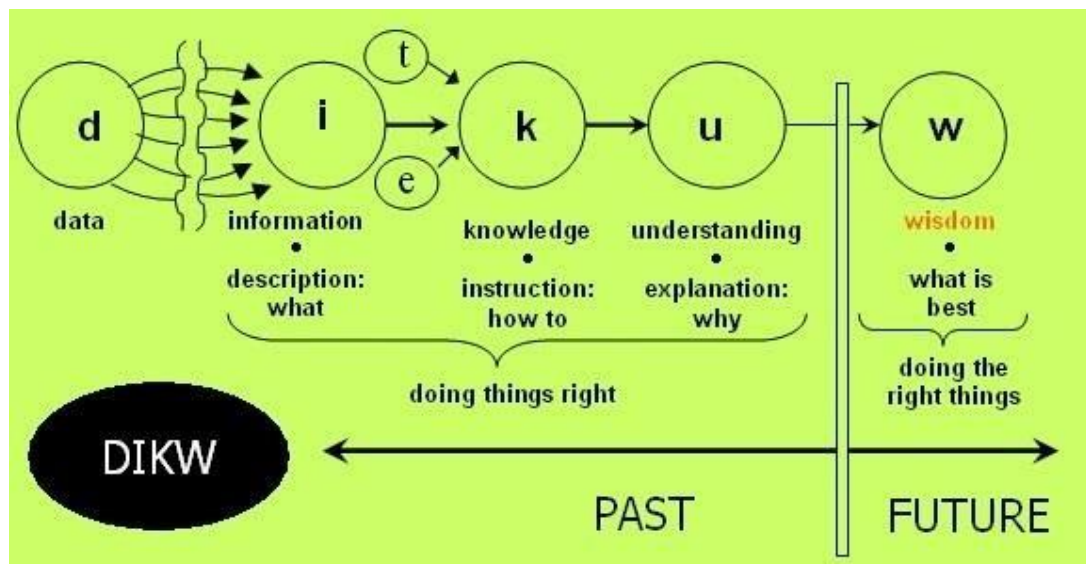 d
i
t
e
k
u
w
data
information
description:
what
knowledge
instruction:
how to
understanding
explanation:
why
wisdom
what is
best
doing things right
doing the
right things
DIKW
PAST
FUTURE